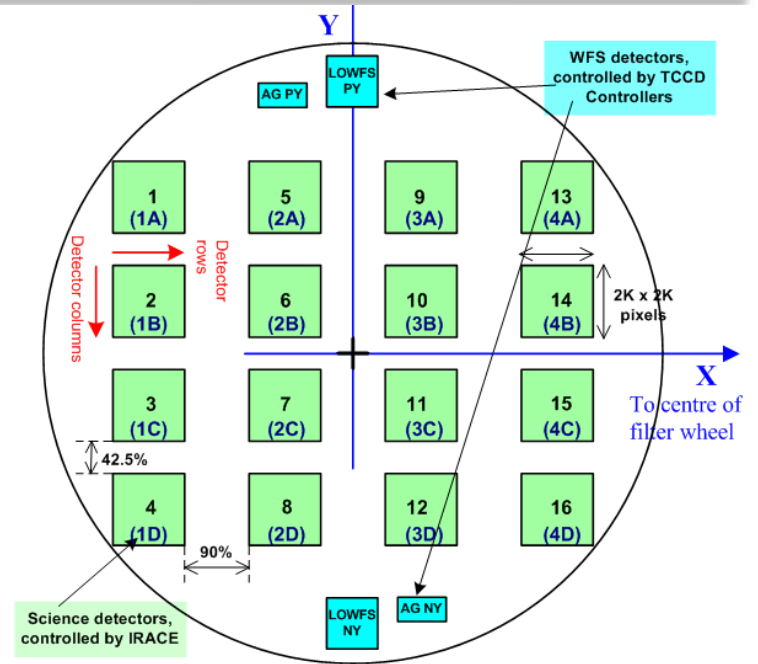 Y
LOWFS
PY
AG PY
WFS detectors,
controlled by TCCD
Controllers
1
(1A)
5
(2A)
9
(3A)
13
(4A)
Detector columns
Detector
rows
2
(1B)
6
(2B)
10
(3B)
14
(4B)
2K x 2K
pixels
X
To centre of
filter wheel
3
(1C)
7
(2C)
11
(3C)
15
(4C)
42.5%
4
(1D)
8
(2D)
12
(3D)
16
(4D)
90%
LOWFS
NY
AG NY
Science detectors,
controlled by IRACE